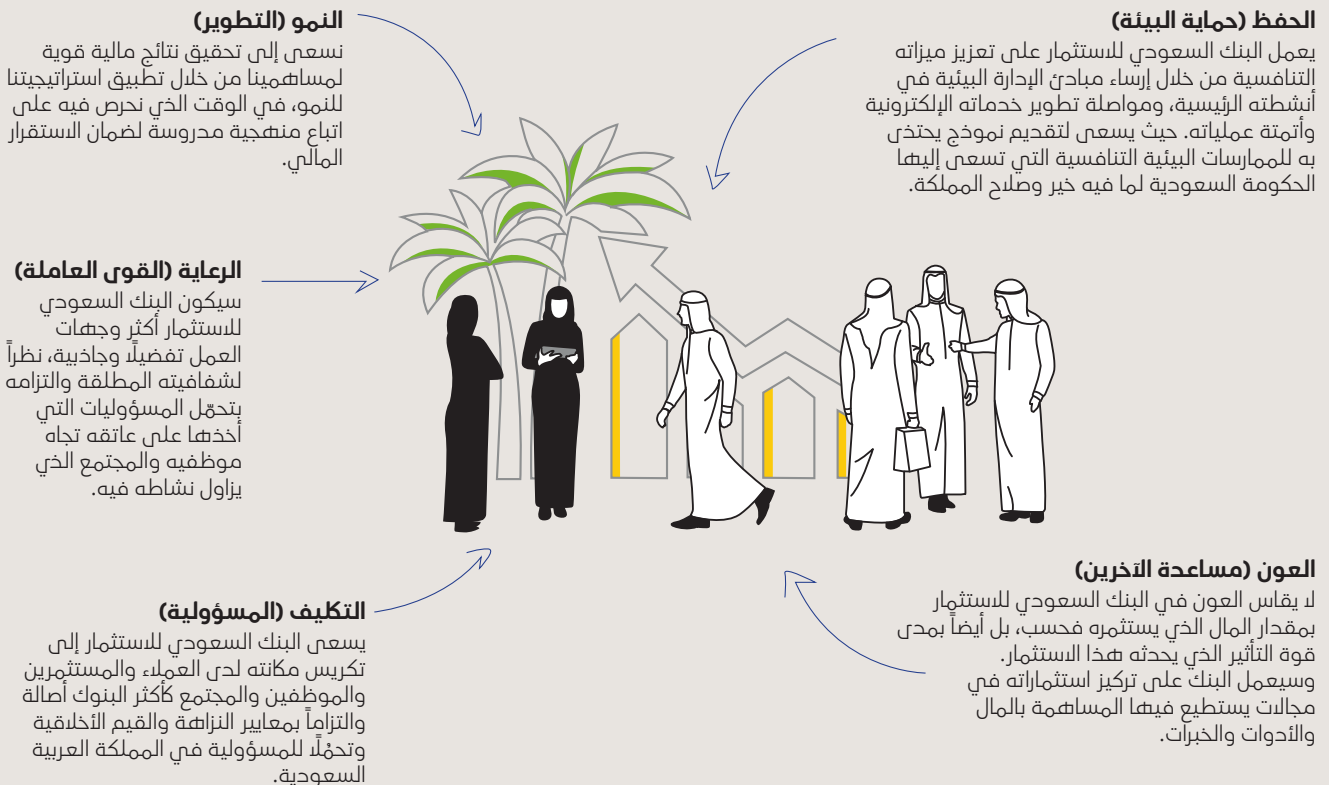 الحفظ (حماية البيئة)
يعمل البنك السعودي للاستثمار على تعزيز ميزاته
التنافسية من خلال إرساء مبادئ الإدارة البيئية في
أنشطته الرئيسية، ومواصلة تطوير خدماته الإلكترونية
وأتمتة عملياته. حيث يسعى لتقديم نموذج يحتذى
به للممارسات البيئية التنافسية التي تسعى إليها
الحكومة السعودية لما فيه خير وصلاح المملكة.
النمو (التطوير)
نسعى إلى تحقيق نتائج مالية قوية
لمساهمينا من خلال تطبيق استراتيجيتنا
للنمو، في الوقت الذي نحرص فيه على
اتباع منهجية مدروسة لضمان الاستقرار
المالي.
الرعاية (القوى العاملة)
سيكون البنك السعودي
للاستثمار أكثر وجهات
العمل تفضيلًا وجاذبية، نظراً
لشفافيته المطلقة والتزامه
بتحمّل المسؤوليات التي
أخذها على عاتقه تجاه
موظفيه والمجتمع الذي
يزاول نشاطه فيه.
العون (مساعدة الآخرين)
لا يقاس العون في البنك السعودي للاستثمار
بمقدار المال الذي يستثمره فحسب، بل أيضاً بمدى
قوة التأثير الذي يحدثه هذا الاستثمار.
وسيعمل البنك على تركيز استثماراته في
مجالات يستطيع فيها المساهمة بالمال
والأدوات والخبرات.
التكليف (المسؤولية)
يسعى البنك السعودي للاستثمار إلى
تكريس مكانته لدى العملاء والمستثمرين
والموظفين والمجتمع كأكثر البنوك أصالة
والتزاماً بمعايير النزاهة والقيم الأخلاقية
وتحمُلًا للمسؤولية في المملكة العربية
السعودية.